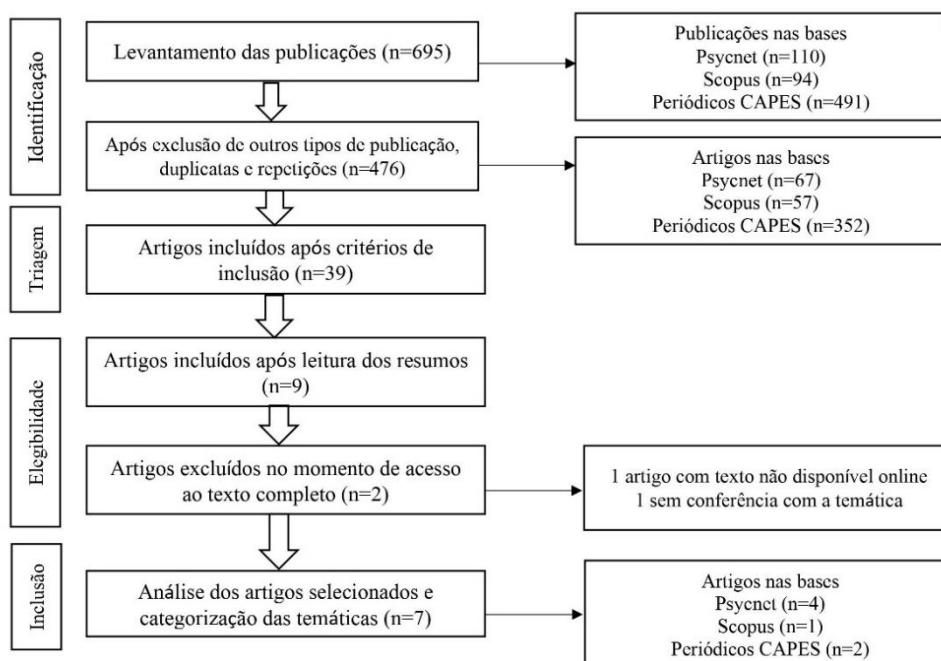 Identificação
Levantamento das publicações (n=695)
Publicações nas bases
Psycnet (n=110)
Scopus (n=94)
Periódicos CAPES (n=491)
Após exclusão de outros tipos de publicação,
duplicatas e repetições (n=476)
Artigos nas bases
Psycnet (n=67)
Scopus (n=57)
Periódicos CAPES (n=352)
Triagem
Artigos incluídos após critérios de
inclusão (n=39)
Elegibilidade
Artigos incluídos após leitura dos resumos
(n=9)
Artigos excluídos no momento de acesso
ao texto completo (n=2)
1 artigo com texto não disponível online
1 sem conferência com a temática
Inclusão
Análise dos artigos selecionados e
categorização das temáticas (n=7)
Artigos nas bases
Psycnet (n=4)
Scopus (n=1)
Periódicos CAPES (n=2)